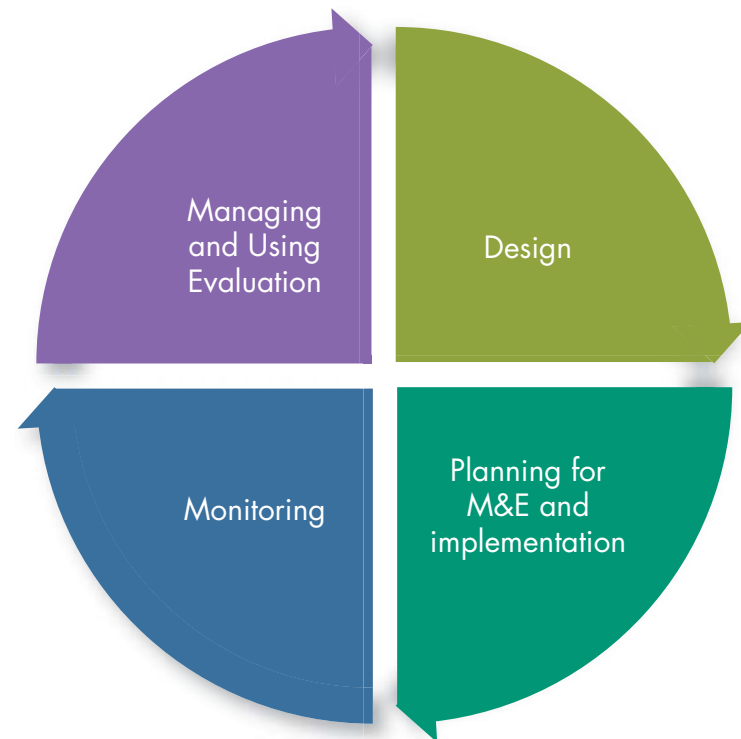 Managing
and Using
Evaluation
Design
Planning for
M&E and
implementation
Monitoring